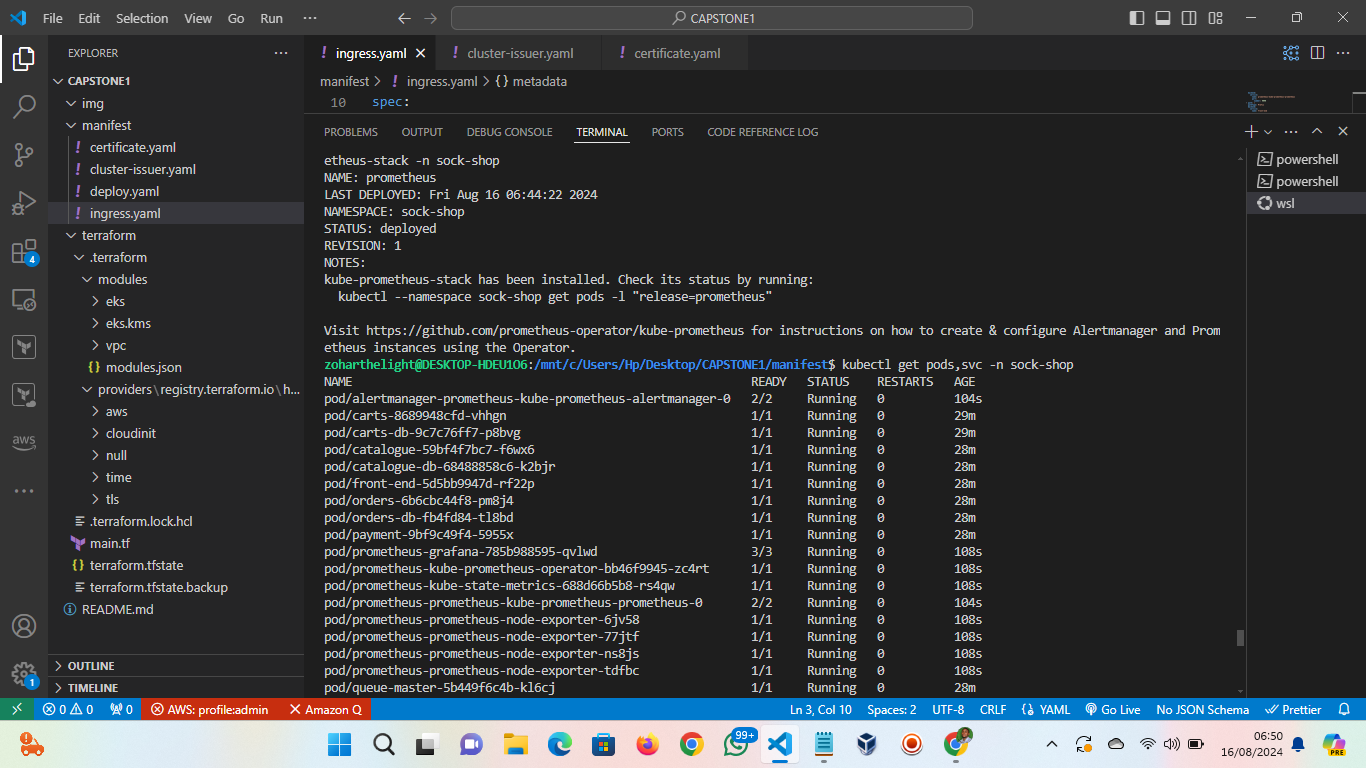 File Edit Selection View Go Run ··· CAPSTONE1
EXPLORER ···
CAPSTONE1
img
manifest
! certificate.yaml
! cluster-issuer.yaml
! deploy.yaml
! ingress.yaml
terraform
.terraform
modules
eks
eks.kms
vpc
{} modules.json
providers\registry.terraform.io\h...
aws
cloudinit
null
time
tls
.terraform.lock.hcl
main.tf
{} terraform.tfstate
terraform.tfstate.backup
README.md
OUTLINE
TIMELINE
4
aws
1
! ingress.yaml ! cluster-issuer.yaml ! certificate.yaml
manifest > ! ingress.yaml > {} metadata
10 spec:
PROBLEMS OUTPUT DEBUG CONSOLE TERMINAL PORTS CODE REFERENCE LOG
etheus-stack -n sock-shop
NAME: prometheus
LAST DEPLOYED: Fri Aug 16 06:44:22 2024
NAMESPACE: sock-shop
STATUS: deployed
REVISION: 1
NOTES:
kube-prometheus-stack has been installed. Check its status by running:
kubectl --namespace sock-shop get pods -l "release=prometheus"
Visit https://github.com/prometheus-operator/kube-prometheus for instructions on how to create & configure Alertmanager and Prom
etheus instances using the Operator.
zoharthelight@DESKTOP-HDEU1O6:/mnt/c/Users/Hp/Desktop/CAPSTONE1/manifest$ kubectl get pods,svc -n sock-shop
NAME READY STATUS RESTARTS AGE
pod/alertmanager-prometheus-kube-prometheus-alertmanager-0 2/2 Running 0 104s
pod/carts-8689948cfd-vhhgn 1/1 Running 0 29m
pod/carts-db-9c7c76ff7-p8bvg 1/1 Running 0 29m
pod/catalogue-59bf4f7bc7-f6wx6 1/1 Running 0 28m
pod/catalogue-db-68488858c6-k2bjr 1/1 Running 0 28m
pod/front-end-5d5bb9947d-rf22p 1/1 Running 0 28m
pod/orders-6b6cbc44f8-pm8j4 1/1 Running 0 28m
pod/orders-db-fb4fd84-tl8bd 1/1 Running 0 28m
pod/payment-9bf9c49f4-5955x 1/1 Running 0 28m
pod/prometheus-grafana-785b988595-qvlwd 3/3 Running 0 108s
pod/prometheus-kube-prometheus-operator-bb46f9945-zc4rt 1/1 Running 0 108s
pod/prometheus-kube-state-metrics-688d66b5b8-rs4qw 1/1 Running 0 108s
pod/prometheus-prometheus-kube-prometheus-prometheus-0 2/2 Running 0 104s
pod/prometheus-prometheus-node-exporter-6jv58 1/1 Running 0 108s
pod/prometheus-prometheus-node-exporter-77jtf 1/1 Running 0 108s
pod/prometheus-prometheus-node-exporter-ns8js 1/1 Running 0 108s
pod/prometheus-prometheus-node-exporter-tdfbc 1/1 Running 0 108s
pod/queue-master-5b449f6c4b-kl6cj 1/1 Running 0 28m
powershell
powershell
wsl
0 0 0 AWS: profile:admin Amazon Q Ln 3, Col 10 Spaces: 2 UTF-8 CRLF {} YAML Go Live No JSON Schema Prettier
99+
PRE
06:50
16/08/2024